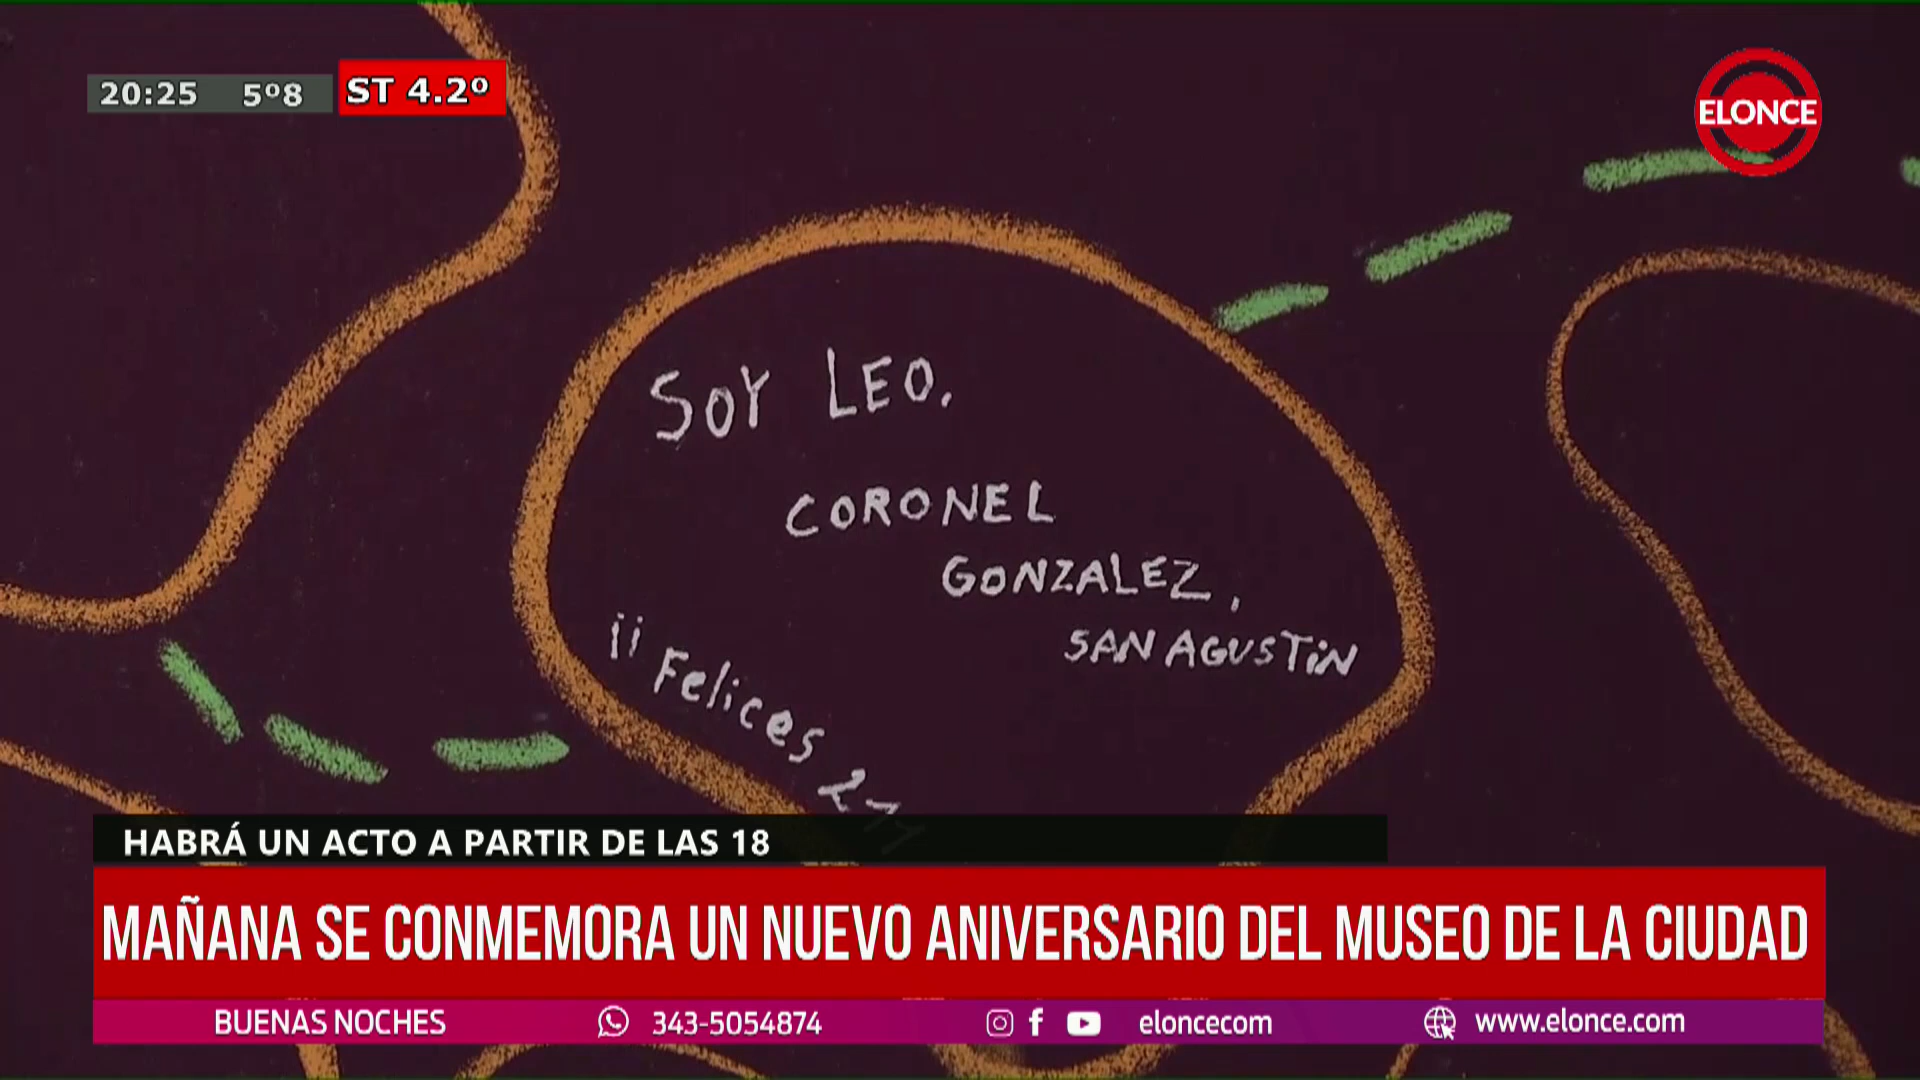 20:25 5º8 ST 4.2º
ELONCE
SOY LEO,
CORONEL
GONZALEZ,
SAN AGUSTíN
¡¡ Felices
HABRÁ UN ACTO A PARTIR DE LAS 18
MAÑANA SE CONMEMORA UN NUEVO ANIVERSARIO DEL MUSEO DE LA CIUDAD
BUENAS NOCHES 343-5054874 eloncecom www.elonce.com